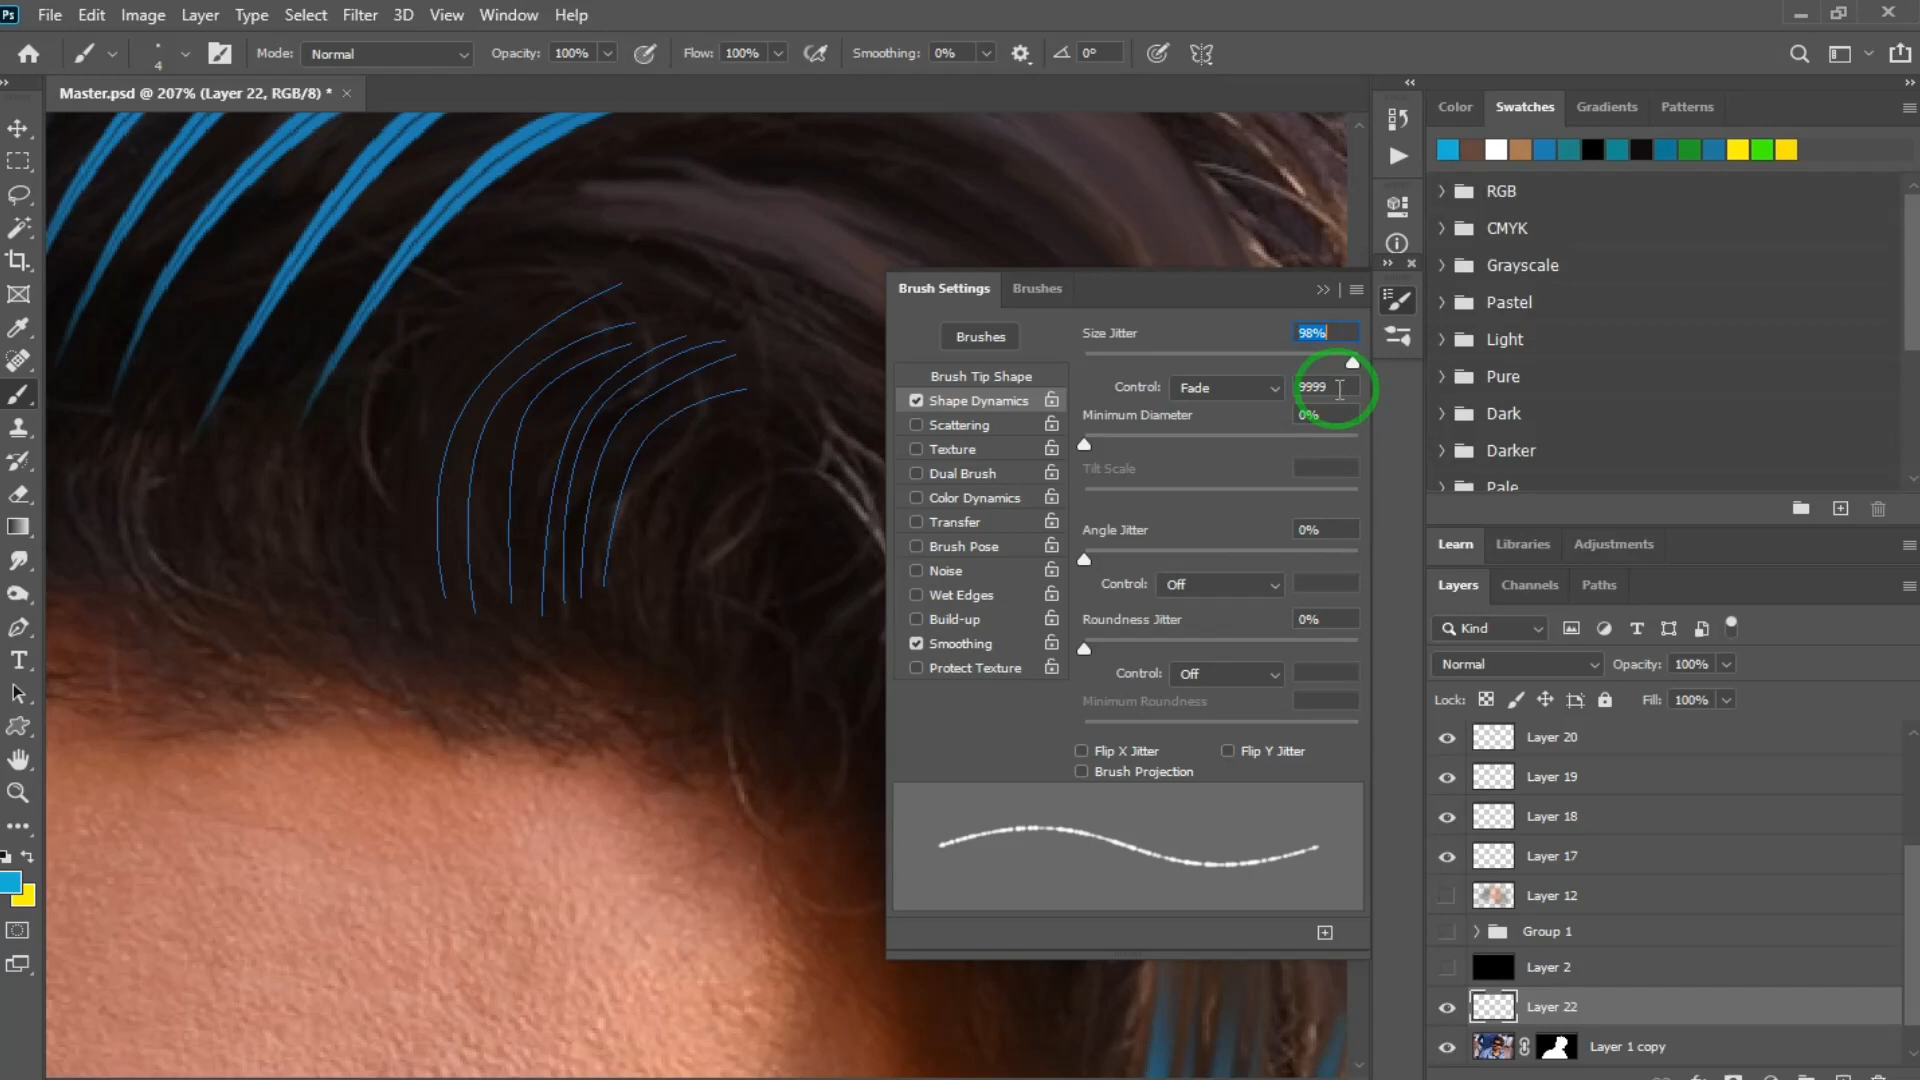 Ps File Edit Image Layer Type Select Filter 3D View Window Help
4 Mode: Normal Opacity: 100% Flow: 100% Smoothing: 0% 0°
Master.psd @ 207% (Layer 22, RGB/8) * ×
Color Swatches Gradients Patterns
RGB
CMYK
Grayscale
Pastel
Light
Pure
Dark
Darker
Pale
Brush Settings Brushes
Brushes
Brush Tip Shape
Shape Dynamics
Scattering
Texture
Dual Brush
Color Dynamics
Transfer
Brush Pose
Noise
Wet Edges
Build-up
Smoothing
Protect Texture
Size Jitter 98%
Control: Fade 9999
Minimum Diameter 0%
Tilt Scale
Angle Jitter 0%
Control: Off
Roundness Jitter 0%
Control: Off
Minimum Roundness
Flip X Jitter Flip Y Jitter
Brush Projection
Learn Libraries Adjustments
Layers Channels Paths
Kind
Normal Opacity: 100%
Lock: Fill: 100%
Layer 20
Layer 19
Layer 18
Layer 17
Layer 12
Group 1
Layer 2
Layer 22
Layer 1 copy